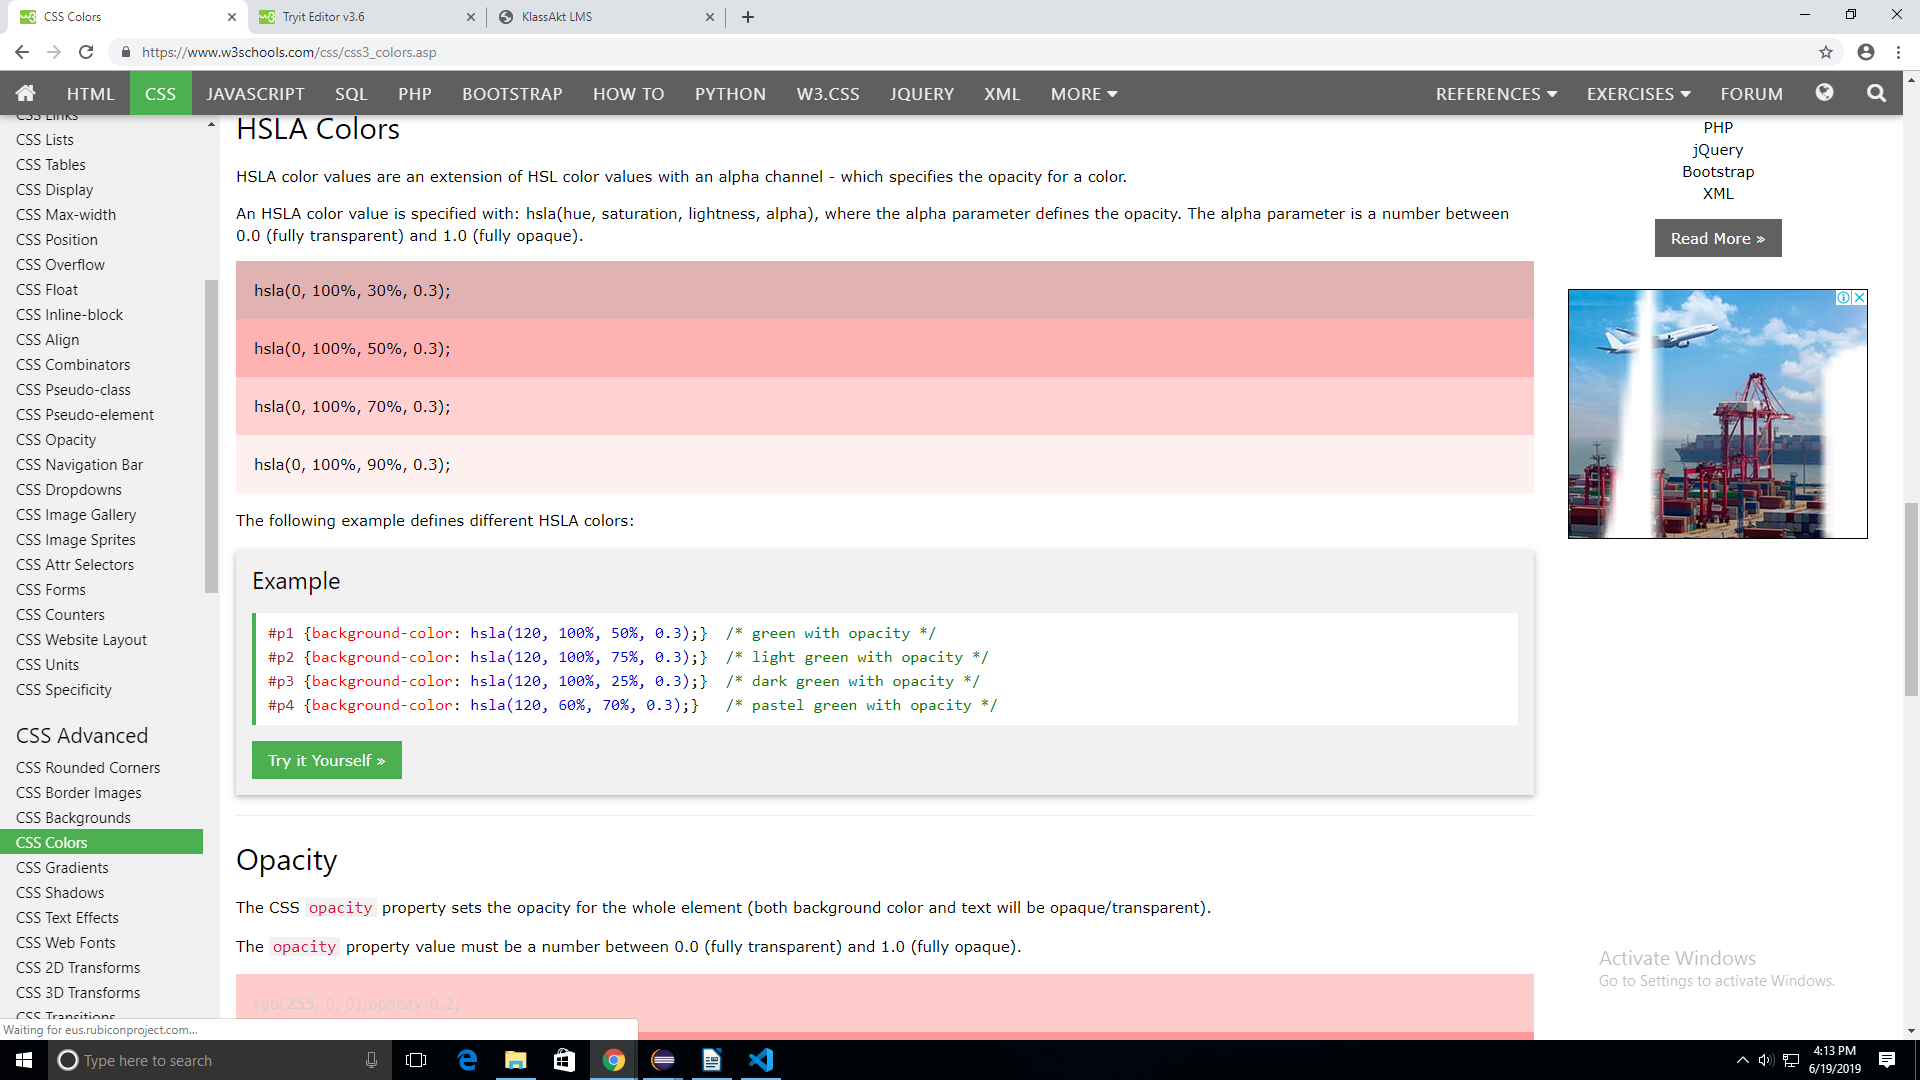 CSS Colors
Tryit Editor v3.6
KlassAkt LMS
https://www.w3schools.com/css/css3_colors.asp
HTML CSS JAVASCRIPT SQL PHP BOOTSTRAP HOW TO PYTHON W3.CSS JQUERY XML MORE REFERENCES EXERCISES FORUM
CSS Links
CSS Lists
CSS Tables
CSS Display
CSS Max-width
CSS Position
CSS Overflow
CSS Float
CSS Inline-block
CSS Align
CSS Combinators
CSS Pseudo-class
CSS Pseudo-element
CSS Opacity
CSS Navigation Bar
CSS Dropdowns
CSS Image Gallery
CSS Image Sprites
CSS Attr Selectors
CSS Forms
CSS Counters
CSS Website Layout
CSS Units
CSS Specificity
CSS Advanced
CSS Rounded Corners
CSS Border Images
CSS Backgrounds
CSS Colors
CSS Gradients
CSS Shadows
CSS Text Effects
CSS Web Fonts
CSS 2D Transforms
CSS 3D Transforms
CSS Transitions
HSLA Colors
HSLA color values are an extension of HSL color values with an alpha channel - which specifies the opacity for a color.
An HSLA color value is specified with: hsla(hue, saturation, lightness, alpha), where the alpha parameter defines the opacity. The alpha parameter is a number between
0.0 (fully transparent) and 1.0 (fully opaque).
hsla(0, 100%, 30%, 0.3);
hsla(0, 100%, 50%, 0.3);
hsla(0, 100%, 70%, 0.3);
hsla(0, 100%, 90%, 0.3);
The following example defines different HSLA colors:
Example
#p1 {background-color: hsla(120, 100%, 50%, 0.3);} /* green with opacity */
#p2 {background-color: hsla(120, 100%, 75%, 0.3);} /* light green with opacity */
#p3 {background-color: hsla(120, 100%, 25%, 0.3);} /* dark green with opacity */
#p4 {background-color: hsla(120, 60%, 70%, 0.3);} /* pastel green with opacity */
Try it Yourself »
Opacity
The CSS opacity property sets the opacity for the whole element (both background color and text will be opaque/transparent).
The opacity property value must be a number between 0.0 (fully transparent) and 1.0 (fully opaque).
rgb(255, 0, 0);opacity:0.2;
PHP
jQuery
Bootstrap
XML
Read More »
Activate Windows
Go to Settings to activate Windows.
Waiting for eus.rubiconproject.com...
Type here to search
4:13 PM
6/19/2019